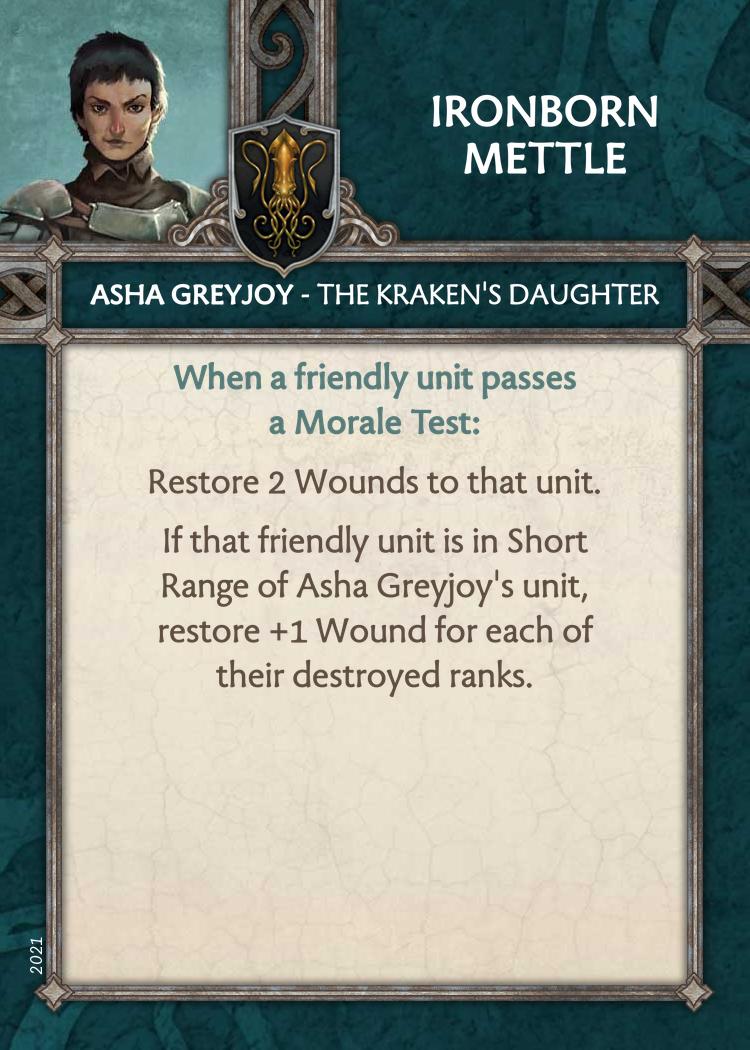 IRONBORN
METTLE
ASHA GREYJOY - THE KRAKEN'S DAUGHTER
When a friendly unit passes
a Morale Test:
Restore 2 Wounds to that unit.
If that friendly unit is in Short
Range of Asha Greyjoy's unit,
restore +1 Wound for each of
their destroyed ranks.
2021